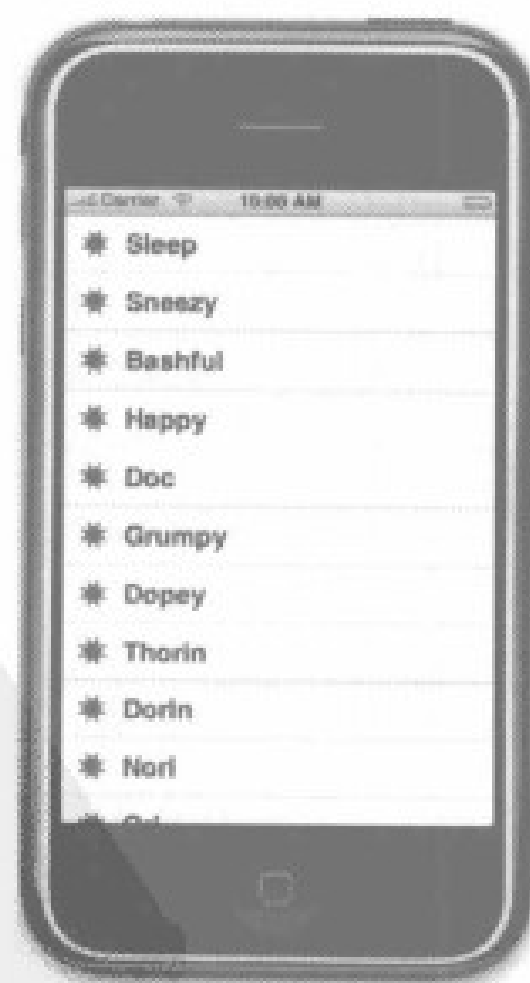 Carrier 10:00 AM
Sleep
Sneezy
Bashful
Happy
Doc
Grumpy
Dopey
Thorin
Dorin
Nori